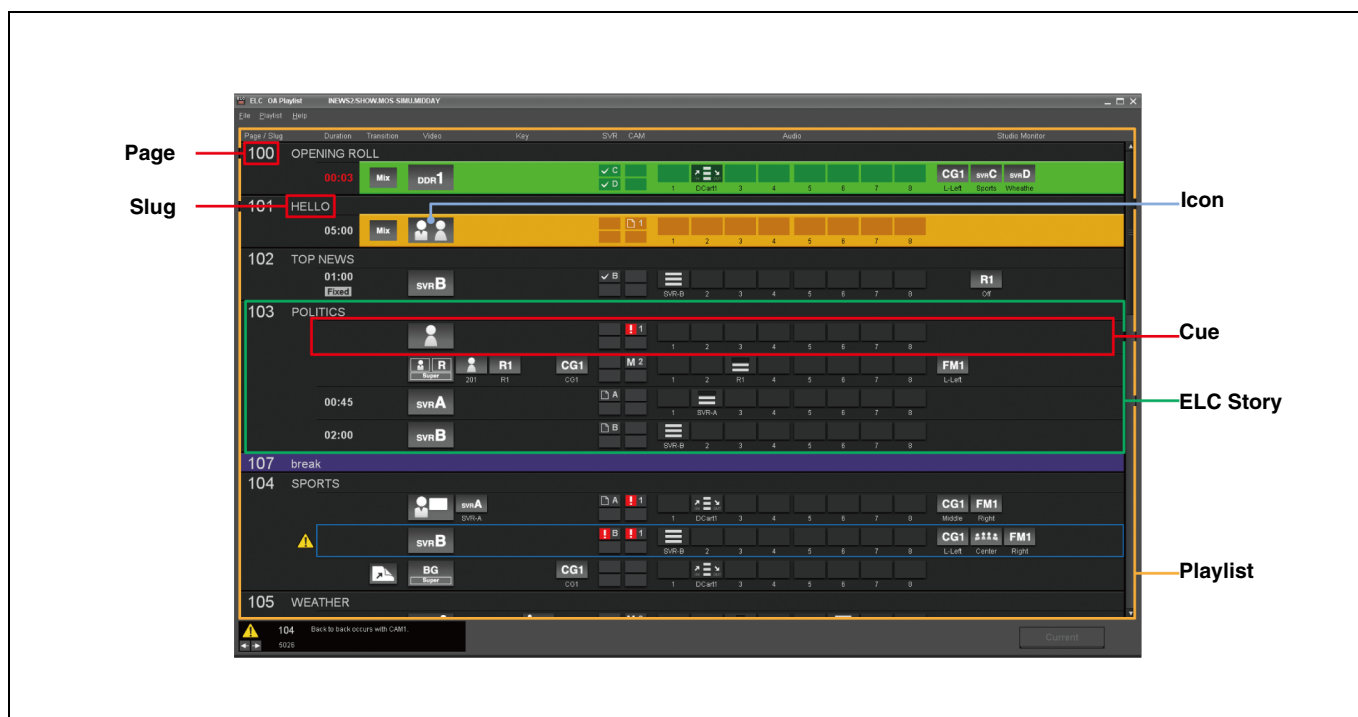 ELC OA Playlist INEWS2/SHOW.MOS-SIMU.MIDDAY
File Playlist Help
Page / Slug Duration Transition Video Key SVR CAM Audio Studio Monitor
Page
100 OPENING ROLL
00:03 Mix DDR1 C CG1 svrC svrD
D 1 DCart1 3 4 5 6 7 8 L-Left Sports Wheathe
Slug
101 HELLO
Icon
05:00 Mix 1
1 2 3 4 5 6 7 8
102 TOP NEWS
01:00 svrB B R1
Fixed SVR-B 2 3 4 5 6 7 8 Off
103 POLITICS
Cue
1
1 2 3 4 5 6 7 8
R R1 CG1 M 2 FM1
Super 201 R1 CG1 1 2 R1 4 5 6 7 8 L-Left
ELC Story
00:45 svrA A
1 SVR-A 3 4 5 6 7 8
02:00 svrB B
SVR-B 2 3 4 5 6 7 8
107 break
104 SPORTS
svrA A 1 CG1 FM1
SVR-A 1 DCart1 3 4 5 6 7 8 Middle Right
svrB B 1 CG1 FM1
SVR-B 2 3 4 5 6 7 8 L-Left Center Right
Playlist
BG CG1
Super CG1 1 DCart1 3 4 5 6 7 8
105 WEATHER
104 Back to back occurs with CAM1.
5026
Current